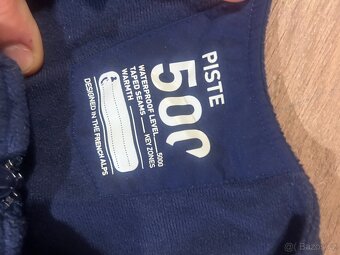 PISTE
500
WATERPROOF LEVEL 5000
TAPED SEAMS KEY ZONES
WARMTH
DESIGNED IN THE FRENCH ALPS